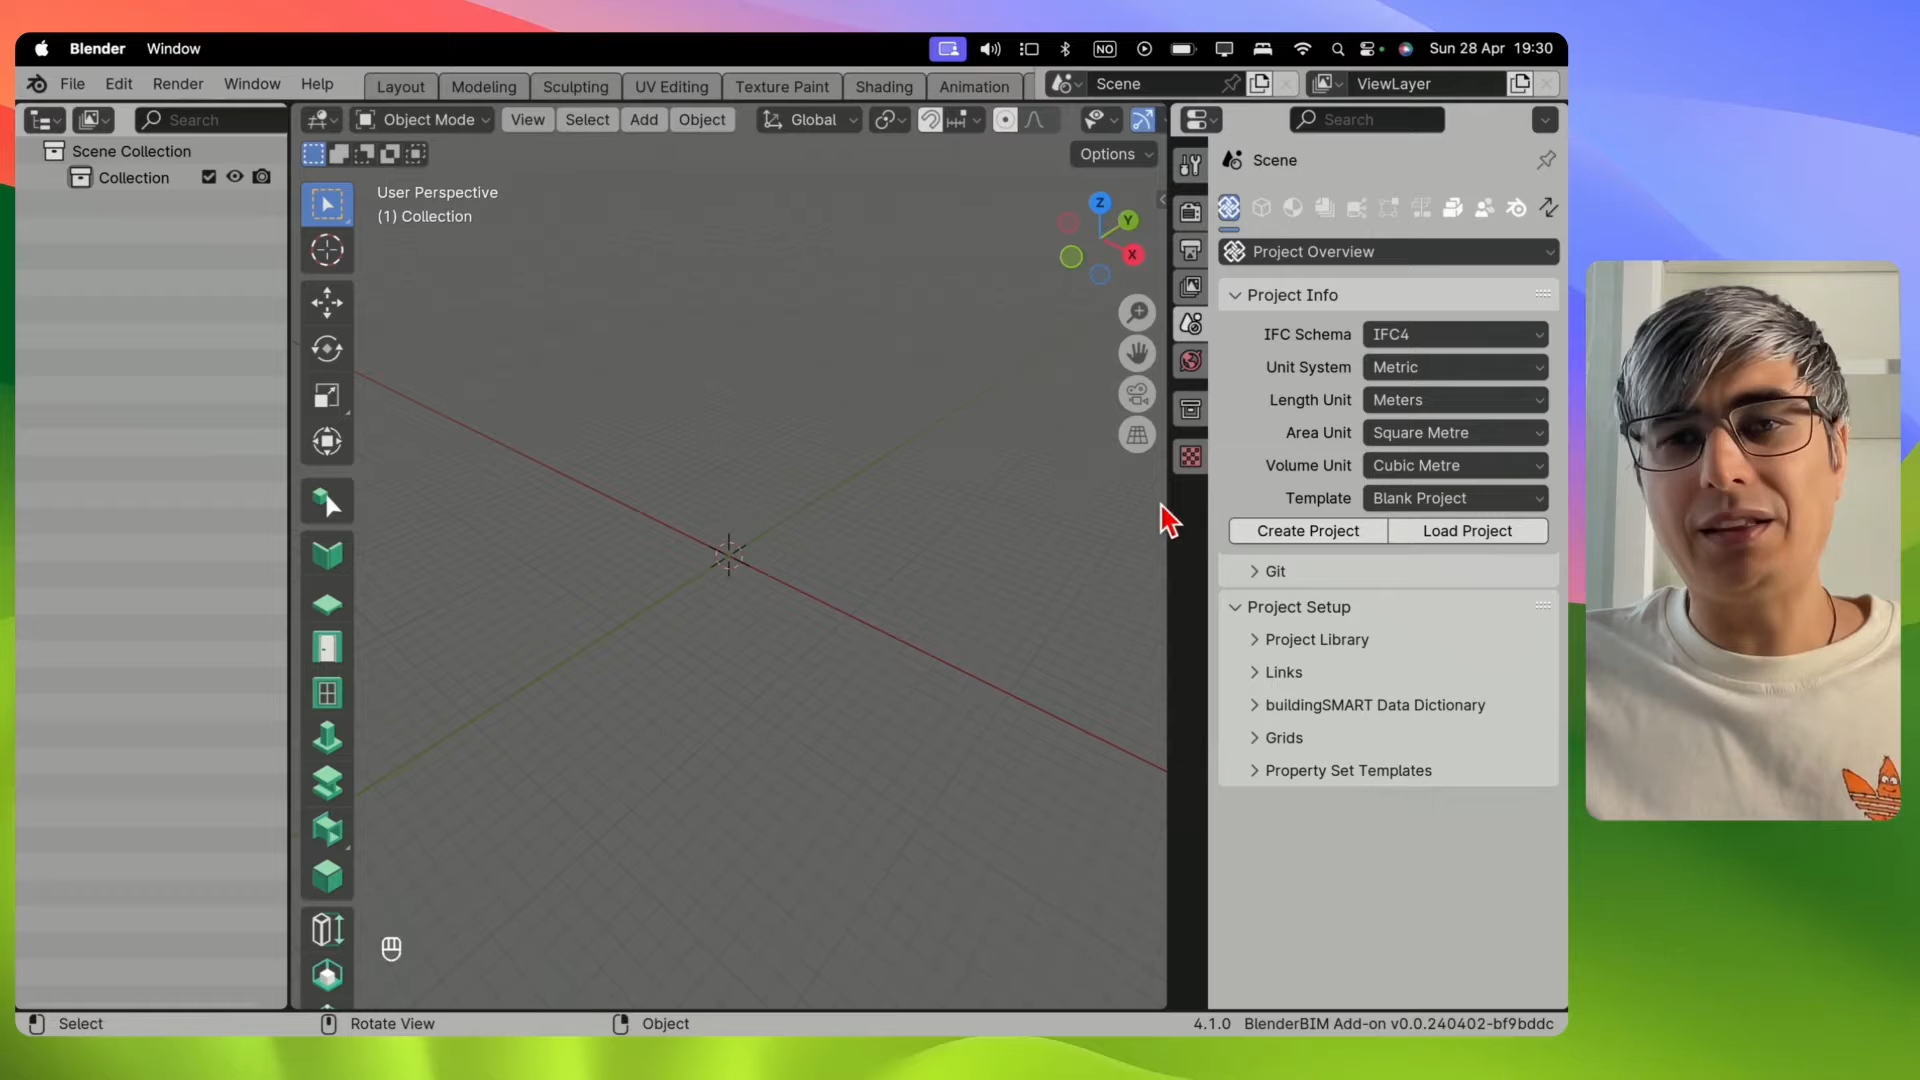 Blender Window NO Sun 28 Apr 19:30
File Edit Render Window Help Layout Modeling Sculpting UV Editing Texture Paint Shading Animation Scene ViewLayer
Search Object Mode View Select Add Object Global Search
Scene Collection
Collection
Options
User Perspective
(1) Collection
Z
Y
X
Scene
Project Overview
Project Info
IFC Schema IFC4
Unit System Metric
Length Unit Meters
Area Unit Square Metre
Volume Unit Cubic Metre
Template Blank Project
Create Project Load Project
Git
Project Setup
Project Library
Links
buildingSMART Data Dictionary
Grids
Property Set Templates
Select Rotate View Object 4.1.0 BlenderBIM Add-on v0.0.240402-bf9bddc